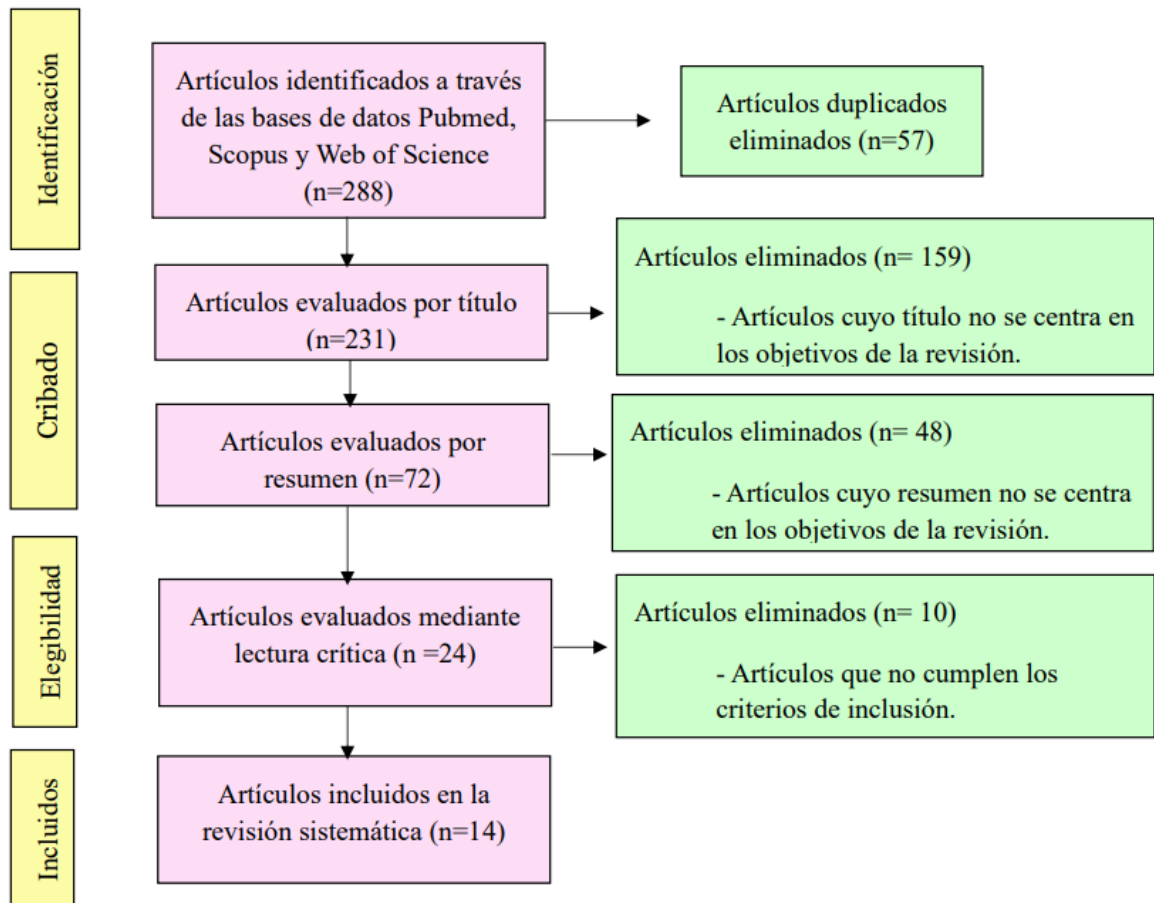 Identificación
Artículos identificados a través
de las bases de datos Pubmed,
Scopus y Web of Science
(n=288)
Artículos duplicados
eliminados (n=57)
Cribado
Artículos evaluados por título
(n=231)
Artículos eliminados (n= 159)
- Artículos cuyo título no se centra en
los objetivos de la revisión.
Artículos evaluados por
resumen (n=72)
Artículos eliminados (n= 48)
- Artículos cuyo resumen no se centra
en los objetivos de la revisión.
Elegibilidad
Artículos evaluados mediante
lectura crítica (n =24)
Artículos eliminados (n= 10)
- Artículos que no cumplen los
criterios de inclusión.
Incluidos
Artículos incluidos en la
revisión sistemática (n=14)